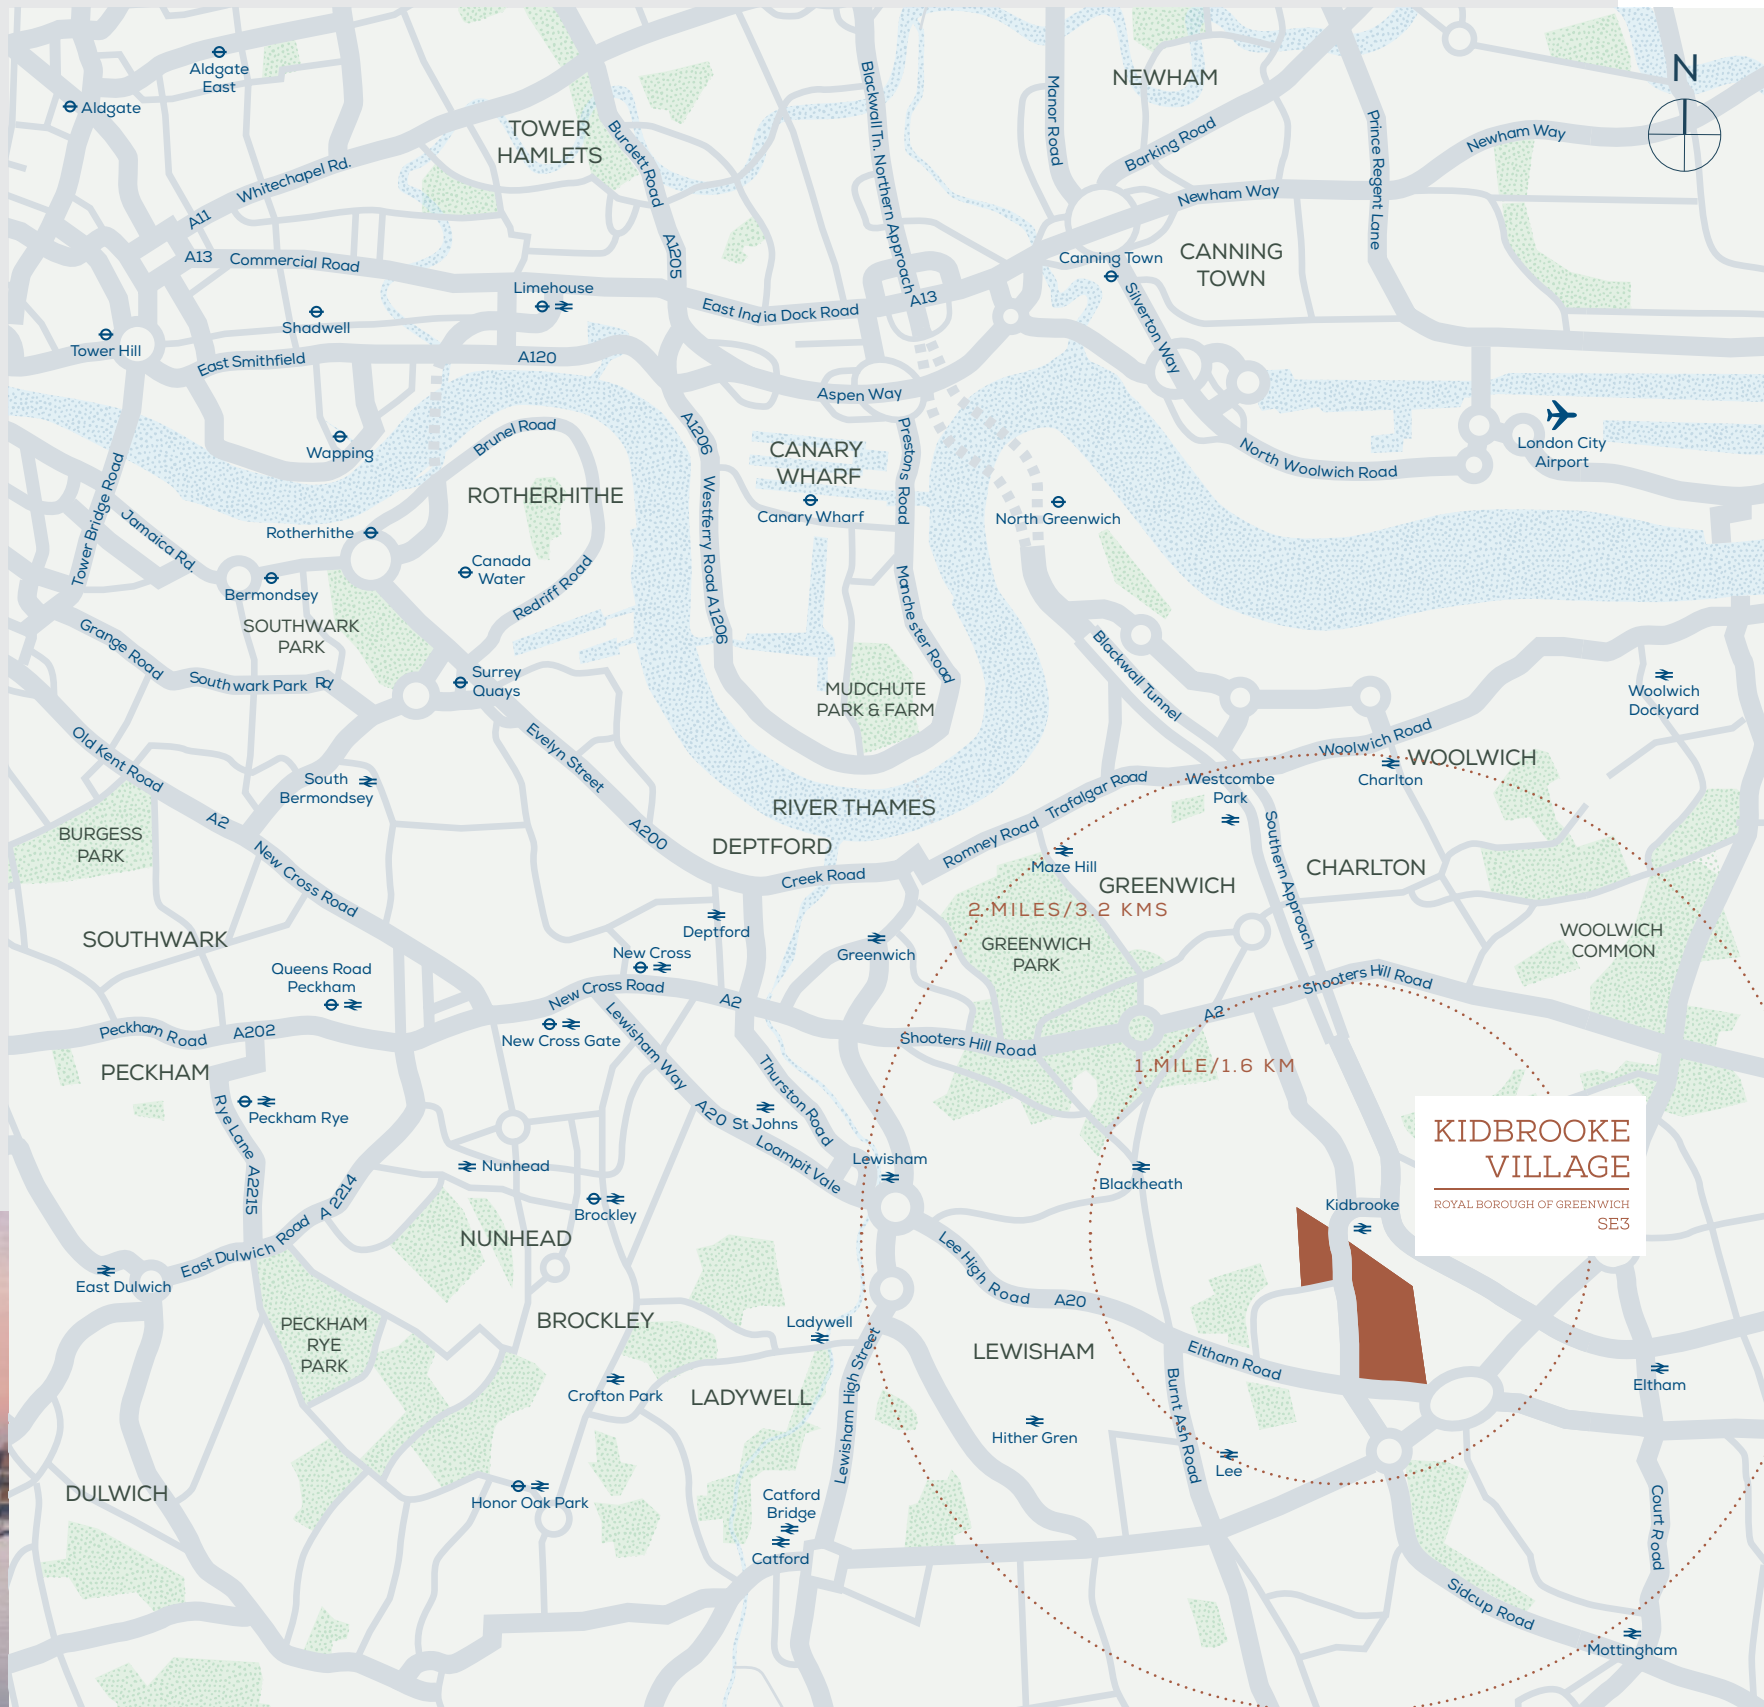 N
Aldgate
East
Aldgate
TOWER
HAMLETS
Burdett Road
Blackwall Tn. Northern Approach
Manor Road
NEWHAM
Barking Road
Prince Regent Lane
Newham Way
Newham Way
A11
Whitechapel Rd.
A13
Commercial Road
A1205
Limehouse
Shadwell
Tower Hill
East Smithfield
A120
East India Dock Road
A13
Canning Town
CANNING
TOWN
Silverton Way
Aspen Way
Wapping
Brunel Road
ROTHERHITHE
Tower Bridge Road
Jamaica Rd.
Rotherhithe
Bermondsey
Canada
Water
Redriff Road
A1206
Westferry Road A1206
CANARY
WHARF
Canary Wharf
Prestons Road
Manchester Road
North Greenwich
North Woolwich Road
London City
Airport
SOUTHWARK
PARK
Grange Road
Southwark Park Rd
Surrey
Quays
MUDCHUTE
PARK & FARM
Blackwall Tunnel
Woolwich
Dockyard
Old Kent Road
Evelyn Street
South
Bermondsey
RIVER THAMES
Trafalgar Road
Westcombe
Park
Woolwich Road
WOOLWICH
Charlton
BURGESS
PARK
A2
New Cross Road
A200
DEPTFORD
Creek Road
Romney Road
Maze Hill
GREENWICH
Southern Approach
CHARLTON
2 MILES/3.2 KMS
SOUTHWARK
Deptford
Greenwich
GREENWICH
PARK
WOOLWICH
COMMON
Queens Road
Peckham
New Cross
New Cross Road
A2
Shooters Hill Road
A2
Peckham Road
A202
New Cross Gate
Lewisham Way
Shooters Hill Road
1 MILE/1.6 KM
PECKHAM
Peckham Rye
Rye Lane A2215
Thurston Road
A20
St Johns
Loampit Vale
Lewisham
Blackheath
KIDBROOKE
VILLAGE
ROYAL BOROUGH OF GREENWICH
SE3
Kidbrooke
Nunhead
Brockley
NUNHEAD
A 2214
East Dulwich Road
East Dulwich
Lee High Road
A20
PECKHAM
RYE
PARK
BROCKLEY
Ladywell
LEWISHAM
Eltham Road
Eltham
Crofton Park
LADYWELL
Lewisham High Street
Hither Gren
Burnt Ash Road
Lee
DULWICH
Honor Oak Park
Catford
Bridge
Catford
Court Road
Sidcup Road
Mottingham